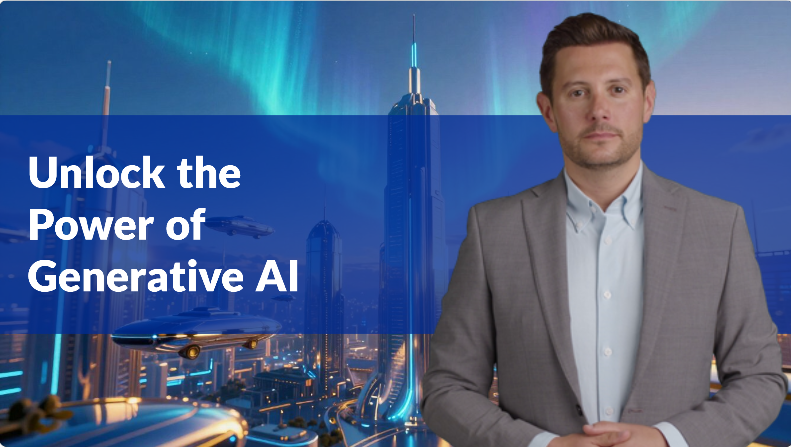 Unlock the
Power of
Generative AI